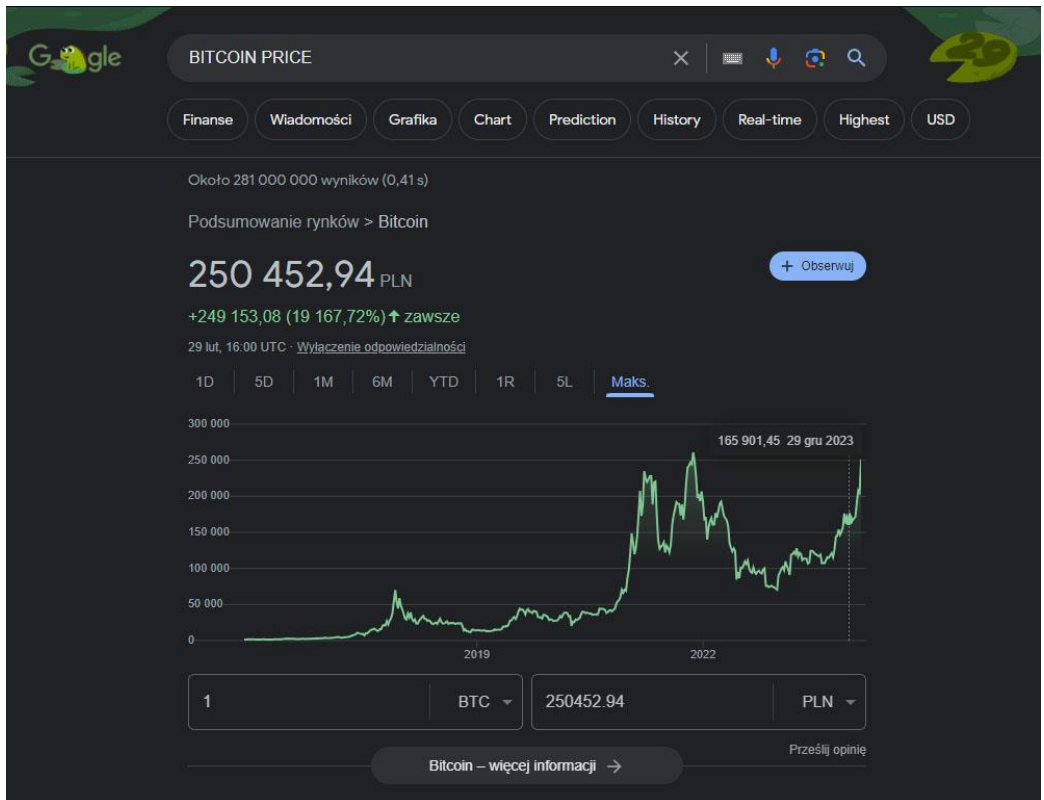 Google
29
BITCOIN PRICE
Finanse Wiadomości Grafika Chart Prediction History Real-time Highest USD
Około 281 000 000 wyników (0,41 s)
Podsumowanie rynków > Bitcoin
250 452,94 PLN
+ Obserwuj
+249 153,08 (19 167,72%) ↑ zawsze
29 lut, 16:00 UTC · Wyłączenie odpowiedzialności
1D 5D 1M 6M YTD 1R 5L Maks.
300 000
165 901,45 29 gru 2023
250 000
200 000
150 000
100 000
50 000
0
2019 2022
1 BTC 250452.94 PLN
Prześlij opinię
Bitcoin – więcej informacji →